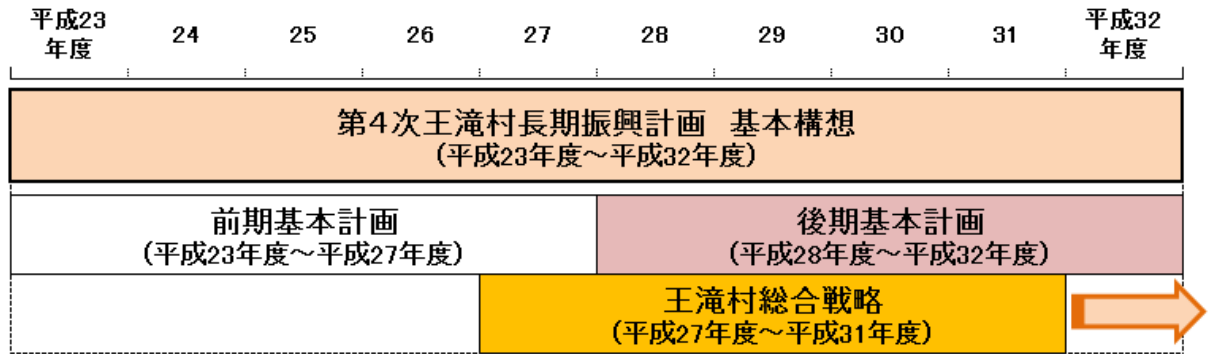 平成23
年度
24
25
26
27
28
29
30
31
平成32
年度
第4次王滝村長期振興計画　基本構想
(平成23年度～平成32年度)
前期基本計画
(平成23年度～平成27年度)
後期基本計画
(平成28年度～平成32年度)
王滝村総合戦略
(平成27年度～平成31年度)